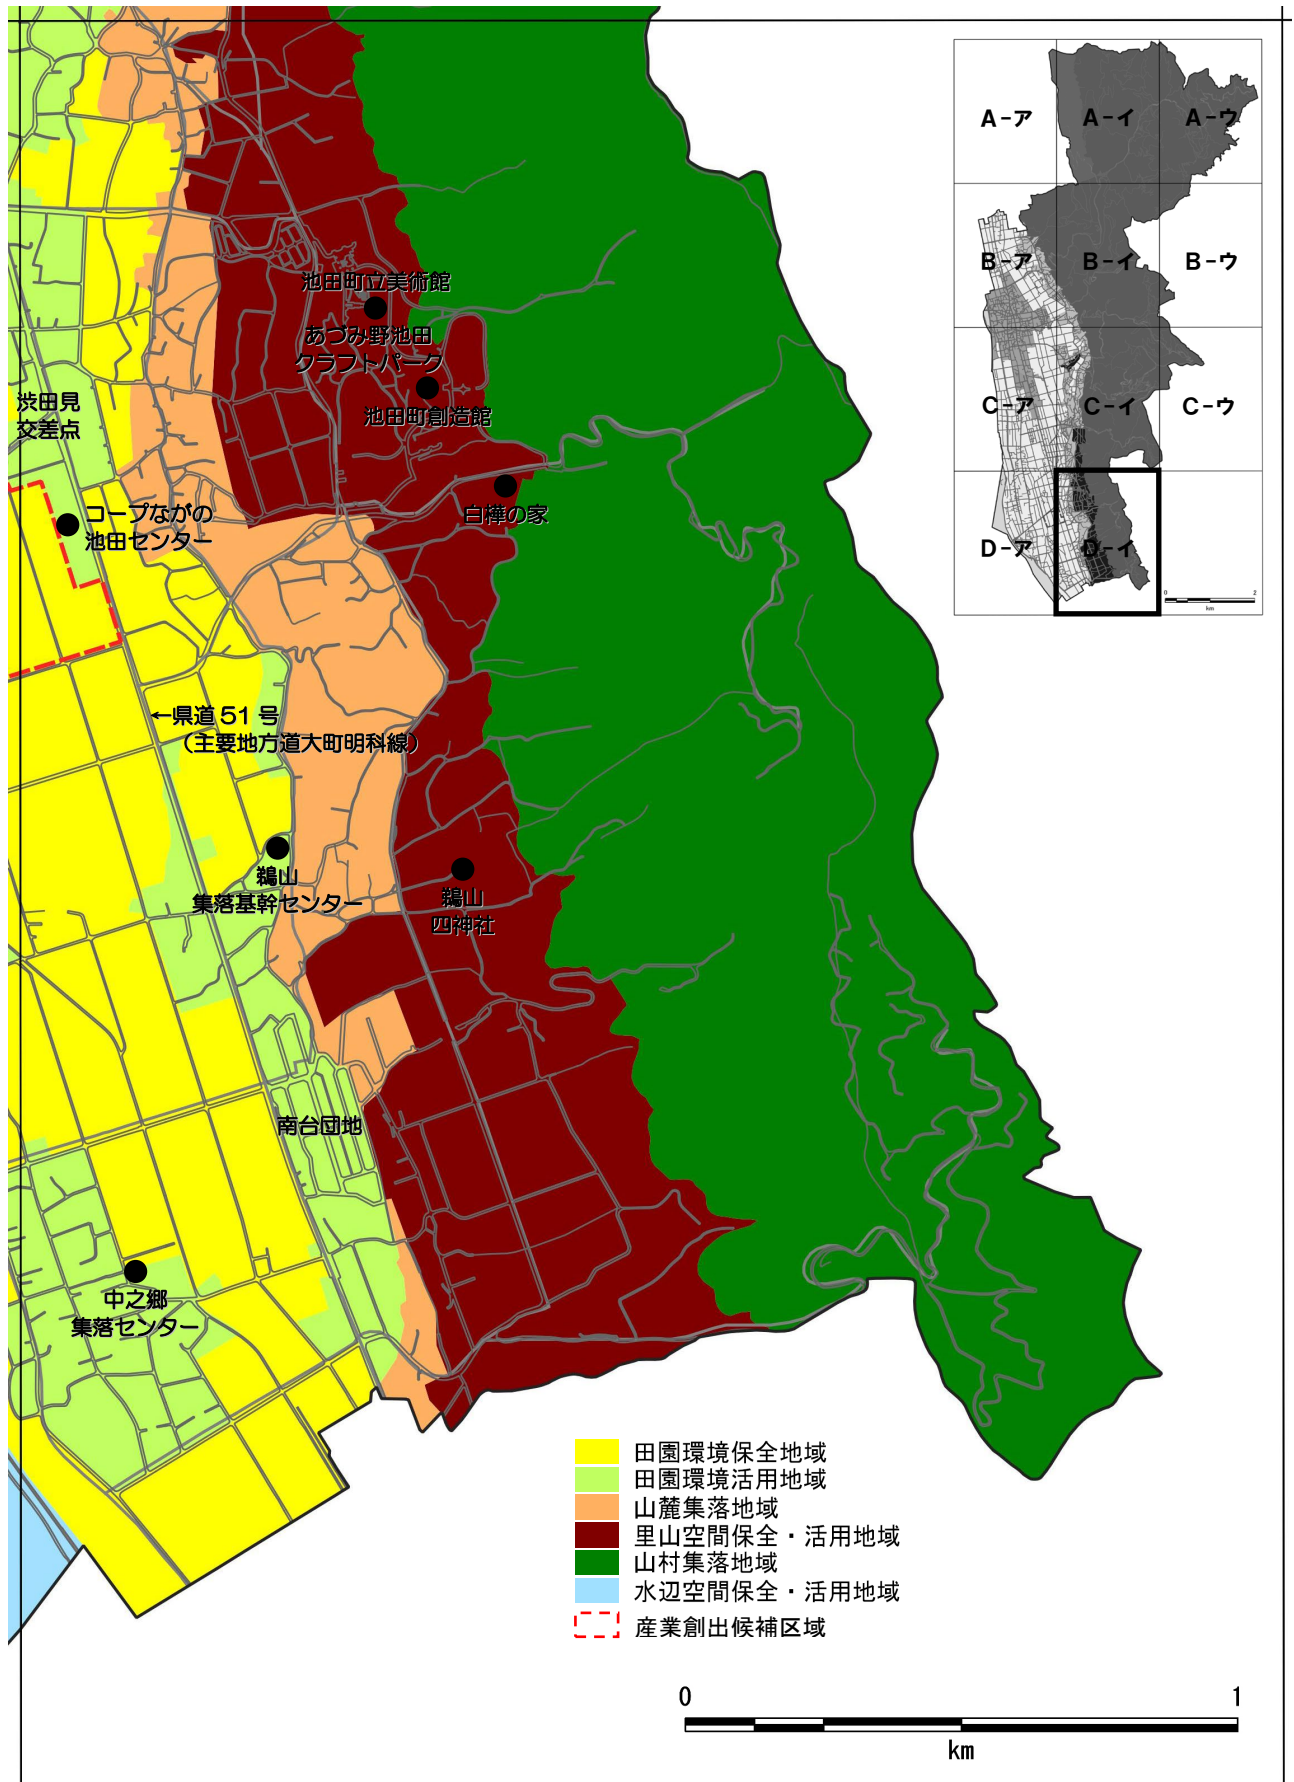 A-ア
A-イ
A-ウ
B-ア
B-イ
B-ウ
C-ア
C-イ
C-ウ
D-ア
D-イ
0
2
km
池田町立美術館
あづみ野池田
クラフトパーク
池田町創造館
渋田見
交差点
白樺の家
コープながの
池田センター
←県道51号
（主要地方道大町明科線）
鵜山
集落基幹センター
鵜山
四神社
南台団地
中之郷
集落センター
田園環境保全地域
田園環境活用地域
山麓集落地域
里山空間保全・活用地域
山村集落地域
水辺空間保全・活用地域
産業創出候補区域
0
1
km